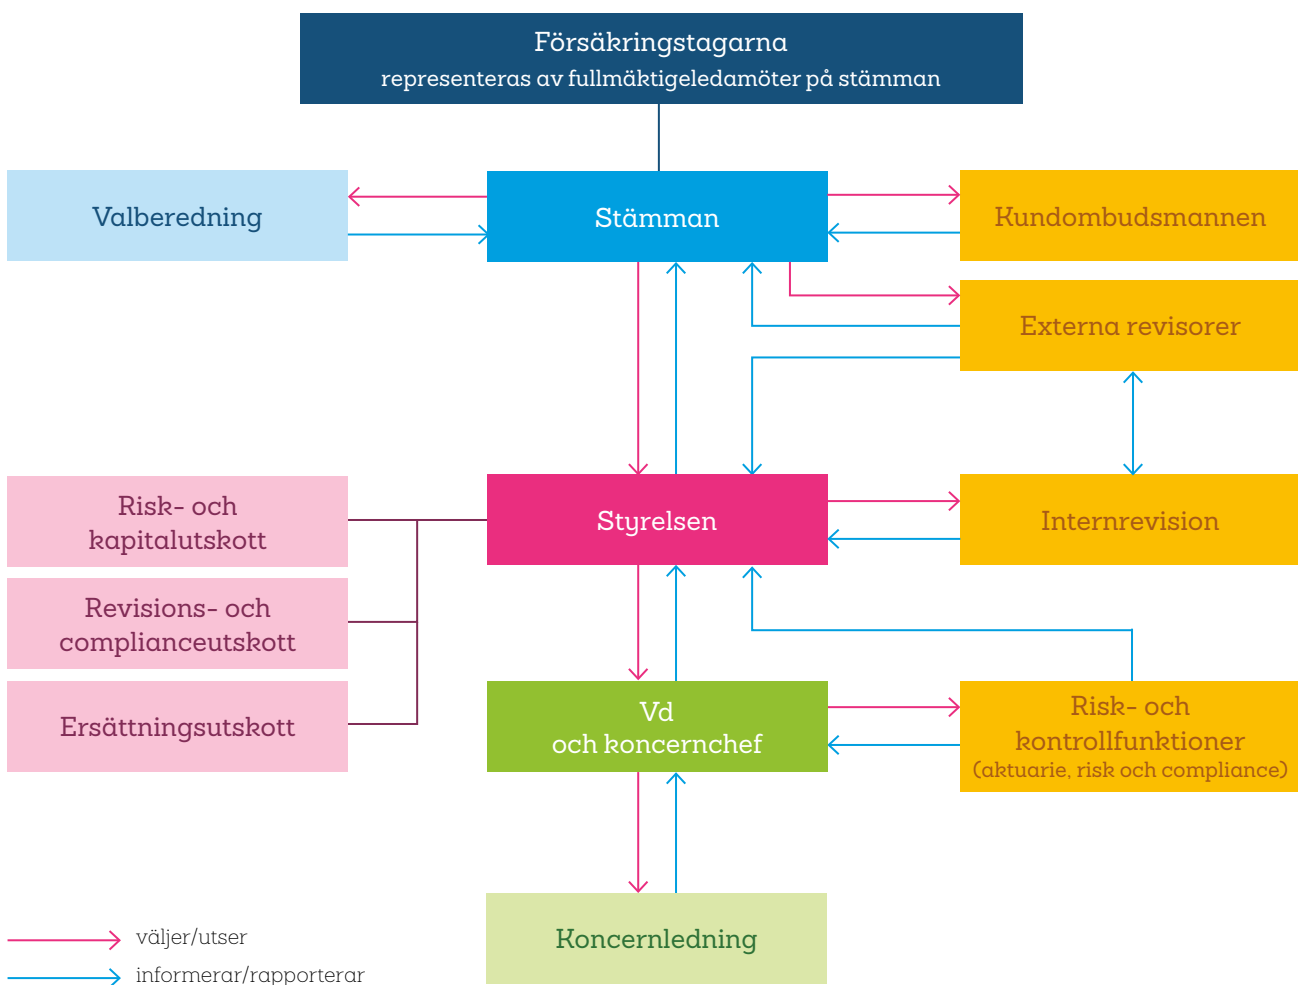 Försäkringstagarna
representeras av fullmäktigeledamöter på stämman
Valberedning
Stämman
Kundombudsmannen
Externa revisorer
Risk- och
kapitalutskott
Styrelsen
Internrevision
Revisions- och
complianceutskott
Ersättningsutskott
Vd
och koncernchef
Risk- och
kontrollfunktioner
(aktuarie, risk och compliance)
Koncernledning
väljer/utser
informerar/rapporterar